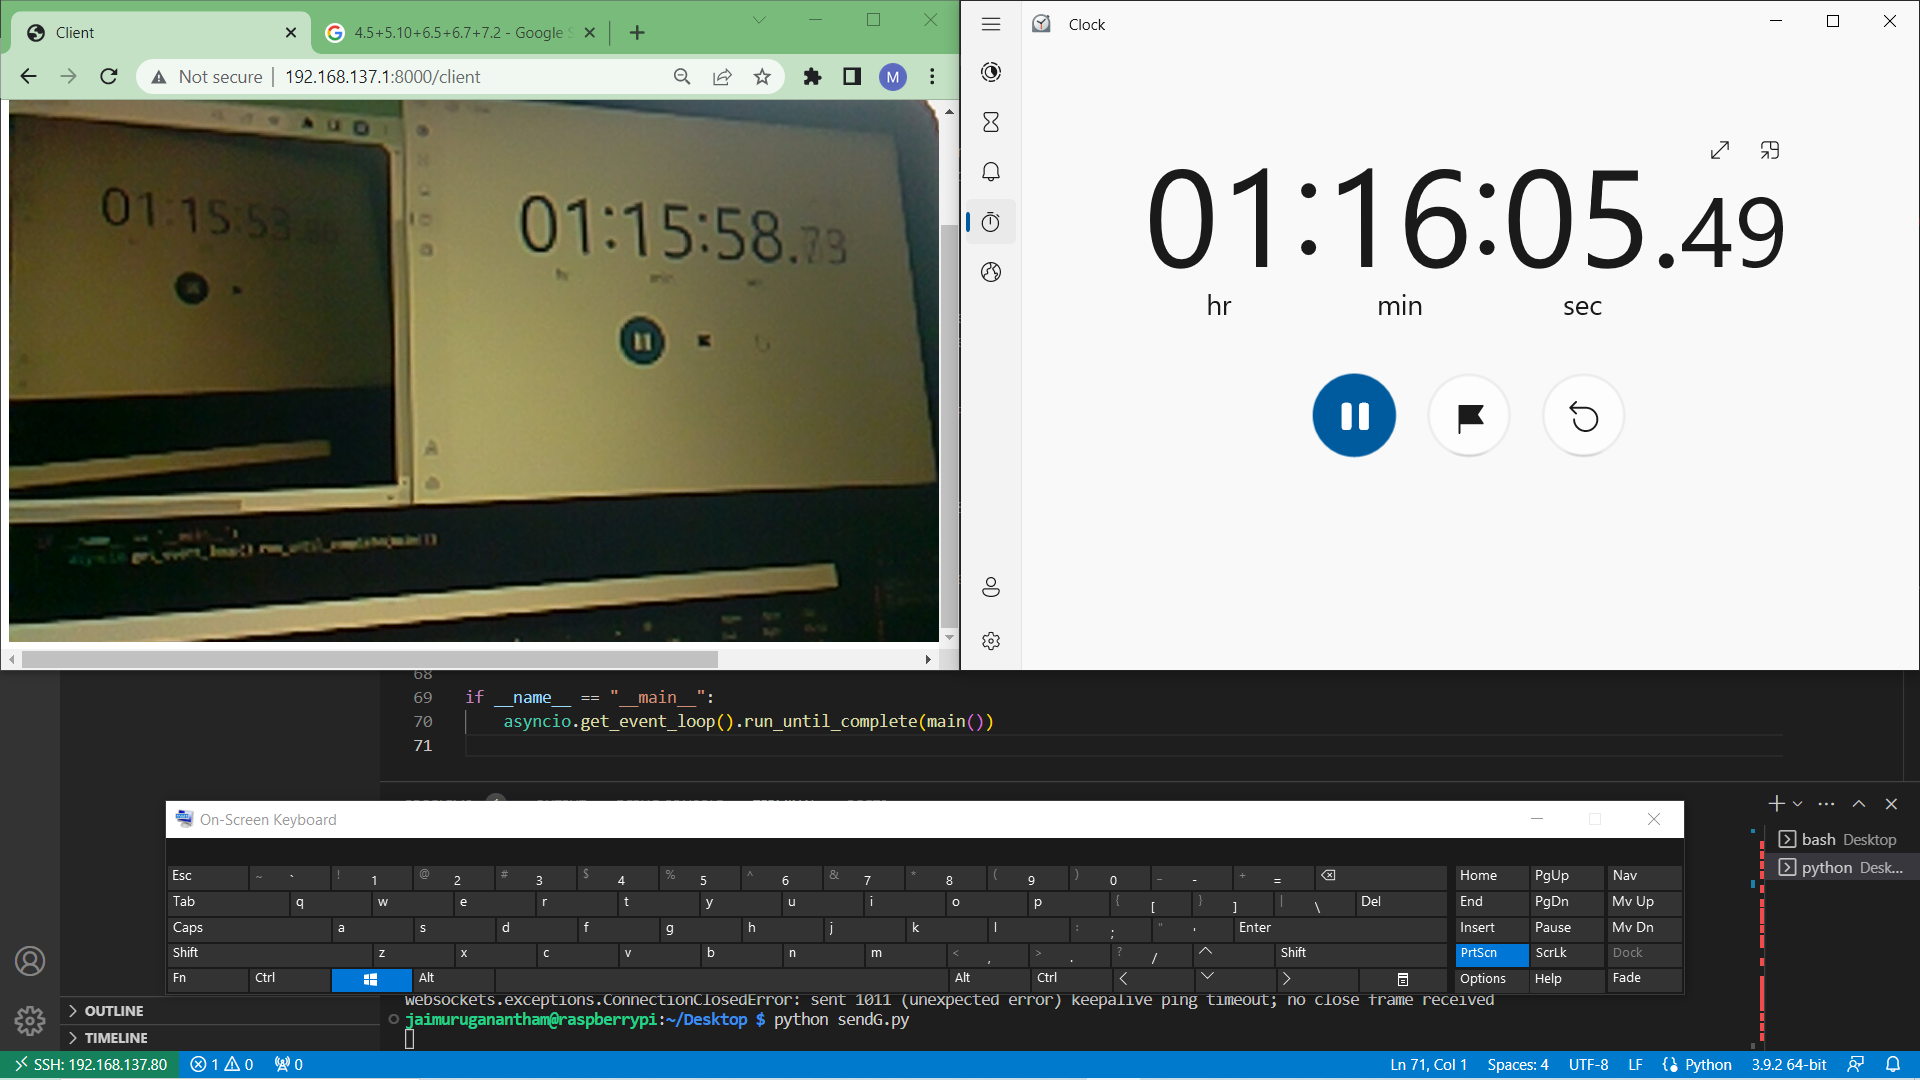 Client
4.5+5.10+6.5+6.7+7.2 - Google
Not secure
192.168.137.1:8000/client
M
01:15:53
01:15:58.73
Clock
01:16:05.49
hr min sec
68
69 if __name__ == "__main__":
70 asyncio.get_event_loop().run_until_complete(main())
71
On-Screen Keyboard
Esc ~ ` ! 1 @ 2 # 3 $ 4 % 5 ^ 6 & 7 * 8 ( 9 ) 0 _ - + = Home PgUp Nav
Tab q w e r t y u i o p { [ } ] | \ Del End PgDn Mv Up
Caps a s d f g h j k l : ; " ' Enter Insert Pause Mv Dn
Shift z x c v b n m < , > . ? / Shift PrtScn ScrLk Dock
Fn Ctrl Alt Alt Ctrl Options Help Fade
bash Desktop
python Desk...
websockets.exceptions.ConnectionClosedError: sent 1011 (unexpected error) keepalive ping timeout; no close frame received
jaimuruganantham@raspberrypi:~/Desktop $ python sendG.py
OUTLINE
TIMELINE
SSH: 192.168.137.80 1 0 0 Ln 71, Col 1 Spaces: 4 UTF-8 LF Python 3.9.2 64-bit